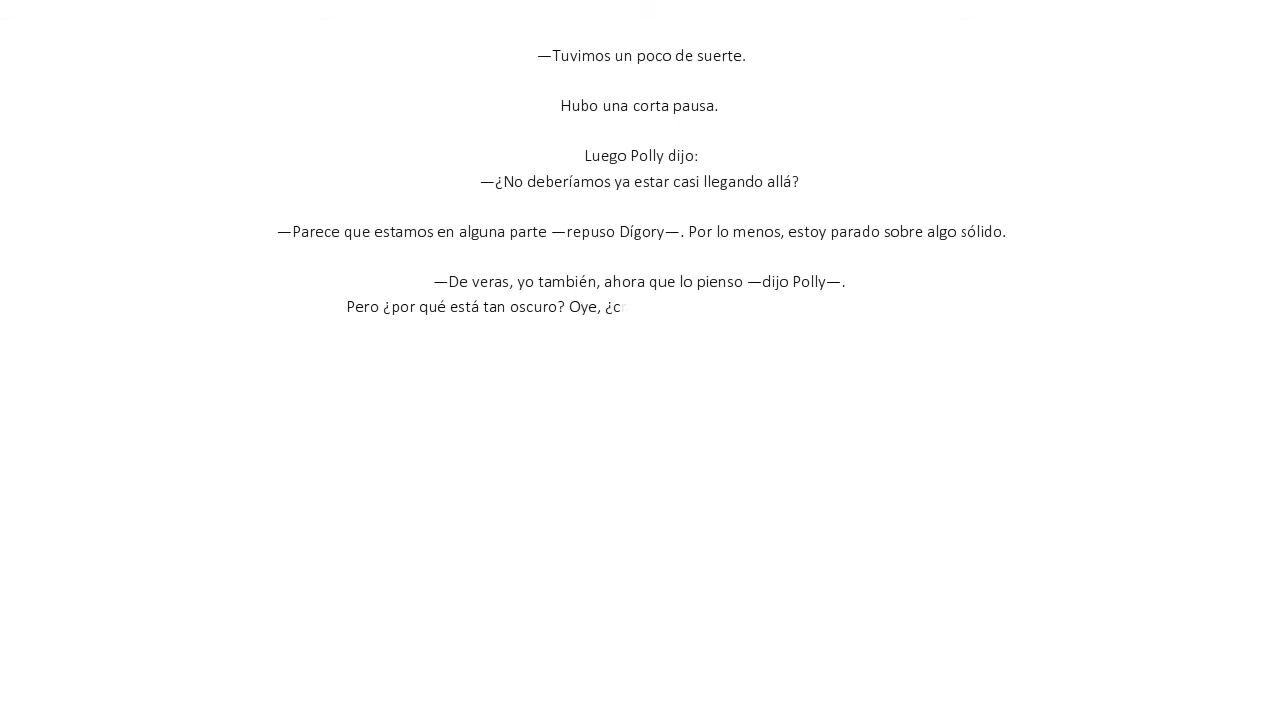 —Tuvimos un poco de suerte.
Hubo una corta pausa.
Luego Polly dijo:
—¿No deberíamos ya estar casi llegando allá?
—Parece que estamos en alguna parte —repuso Dígory—. Por lo menos, estoy parado sobre algo sólido.
—De veras, yo también, ahora que lo pienso —dijo Polly—.
Pero ¿por qué está tan oscuro? Oye, ¿cr